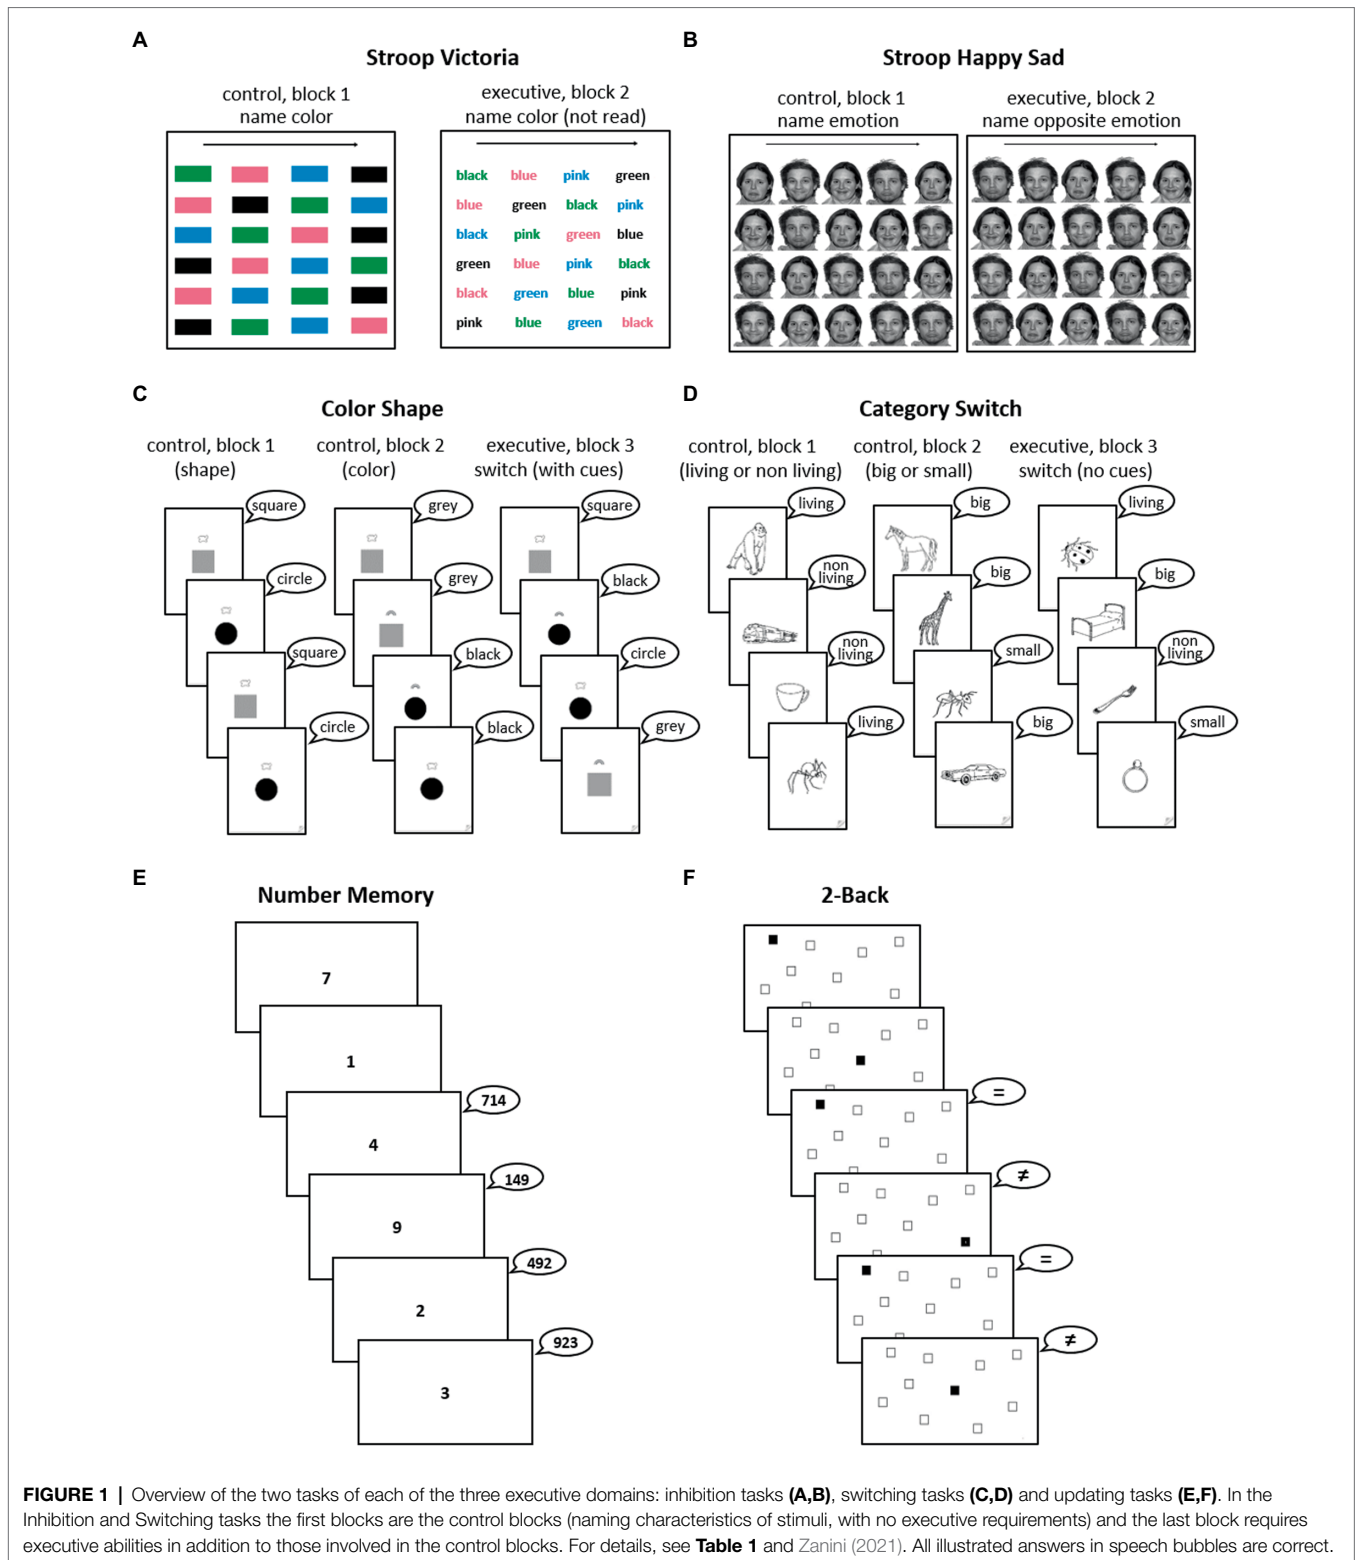 A
Stroop Victoria
control, block 1
name color
executive, block 2
name color (not read)
black blue pink green
blue green black pink
black pink green blue
green blue pink black
black green blue pink
pink blue green black
B
Stroop Happy Sad
control, block 1
name emotion
executive, block 2
name opposite emotion
C
Color Shape
control, block 1
(shape)
square
circle
square
circle
control, block 2
(color)
grey
grey
black
black
executive, block 3
switch (with cues)
square
black
circle
grey
D
Category Switch
control, block 1
(living or non living)
living
non
living
non
living
living
control, block 2
(big or small)
big
big
small
big
executive, block 3
switch (no cues)
living
big
non
living
small
E
Number Memory
7
1
714
4
149
9
492
2
923
3
F
2-Back
=
≠
=
≠
FIGURE 1 | Overview of the two tasks of each of the three executive domains: inhibition tasks (A,B), switching tasks (C,D) and updating tasks (E,F). In the
Inhibition and Switching tasks the first blocks are the control blocks (naming characteristics of stimuli, with no executive requirements) and the last block requires
executive abilities in addition to those involved in the control blocks. For details, see Table 1 and Zanini (2021). All illustrated answers in speech bubbles are correct.